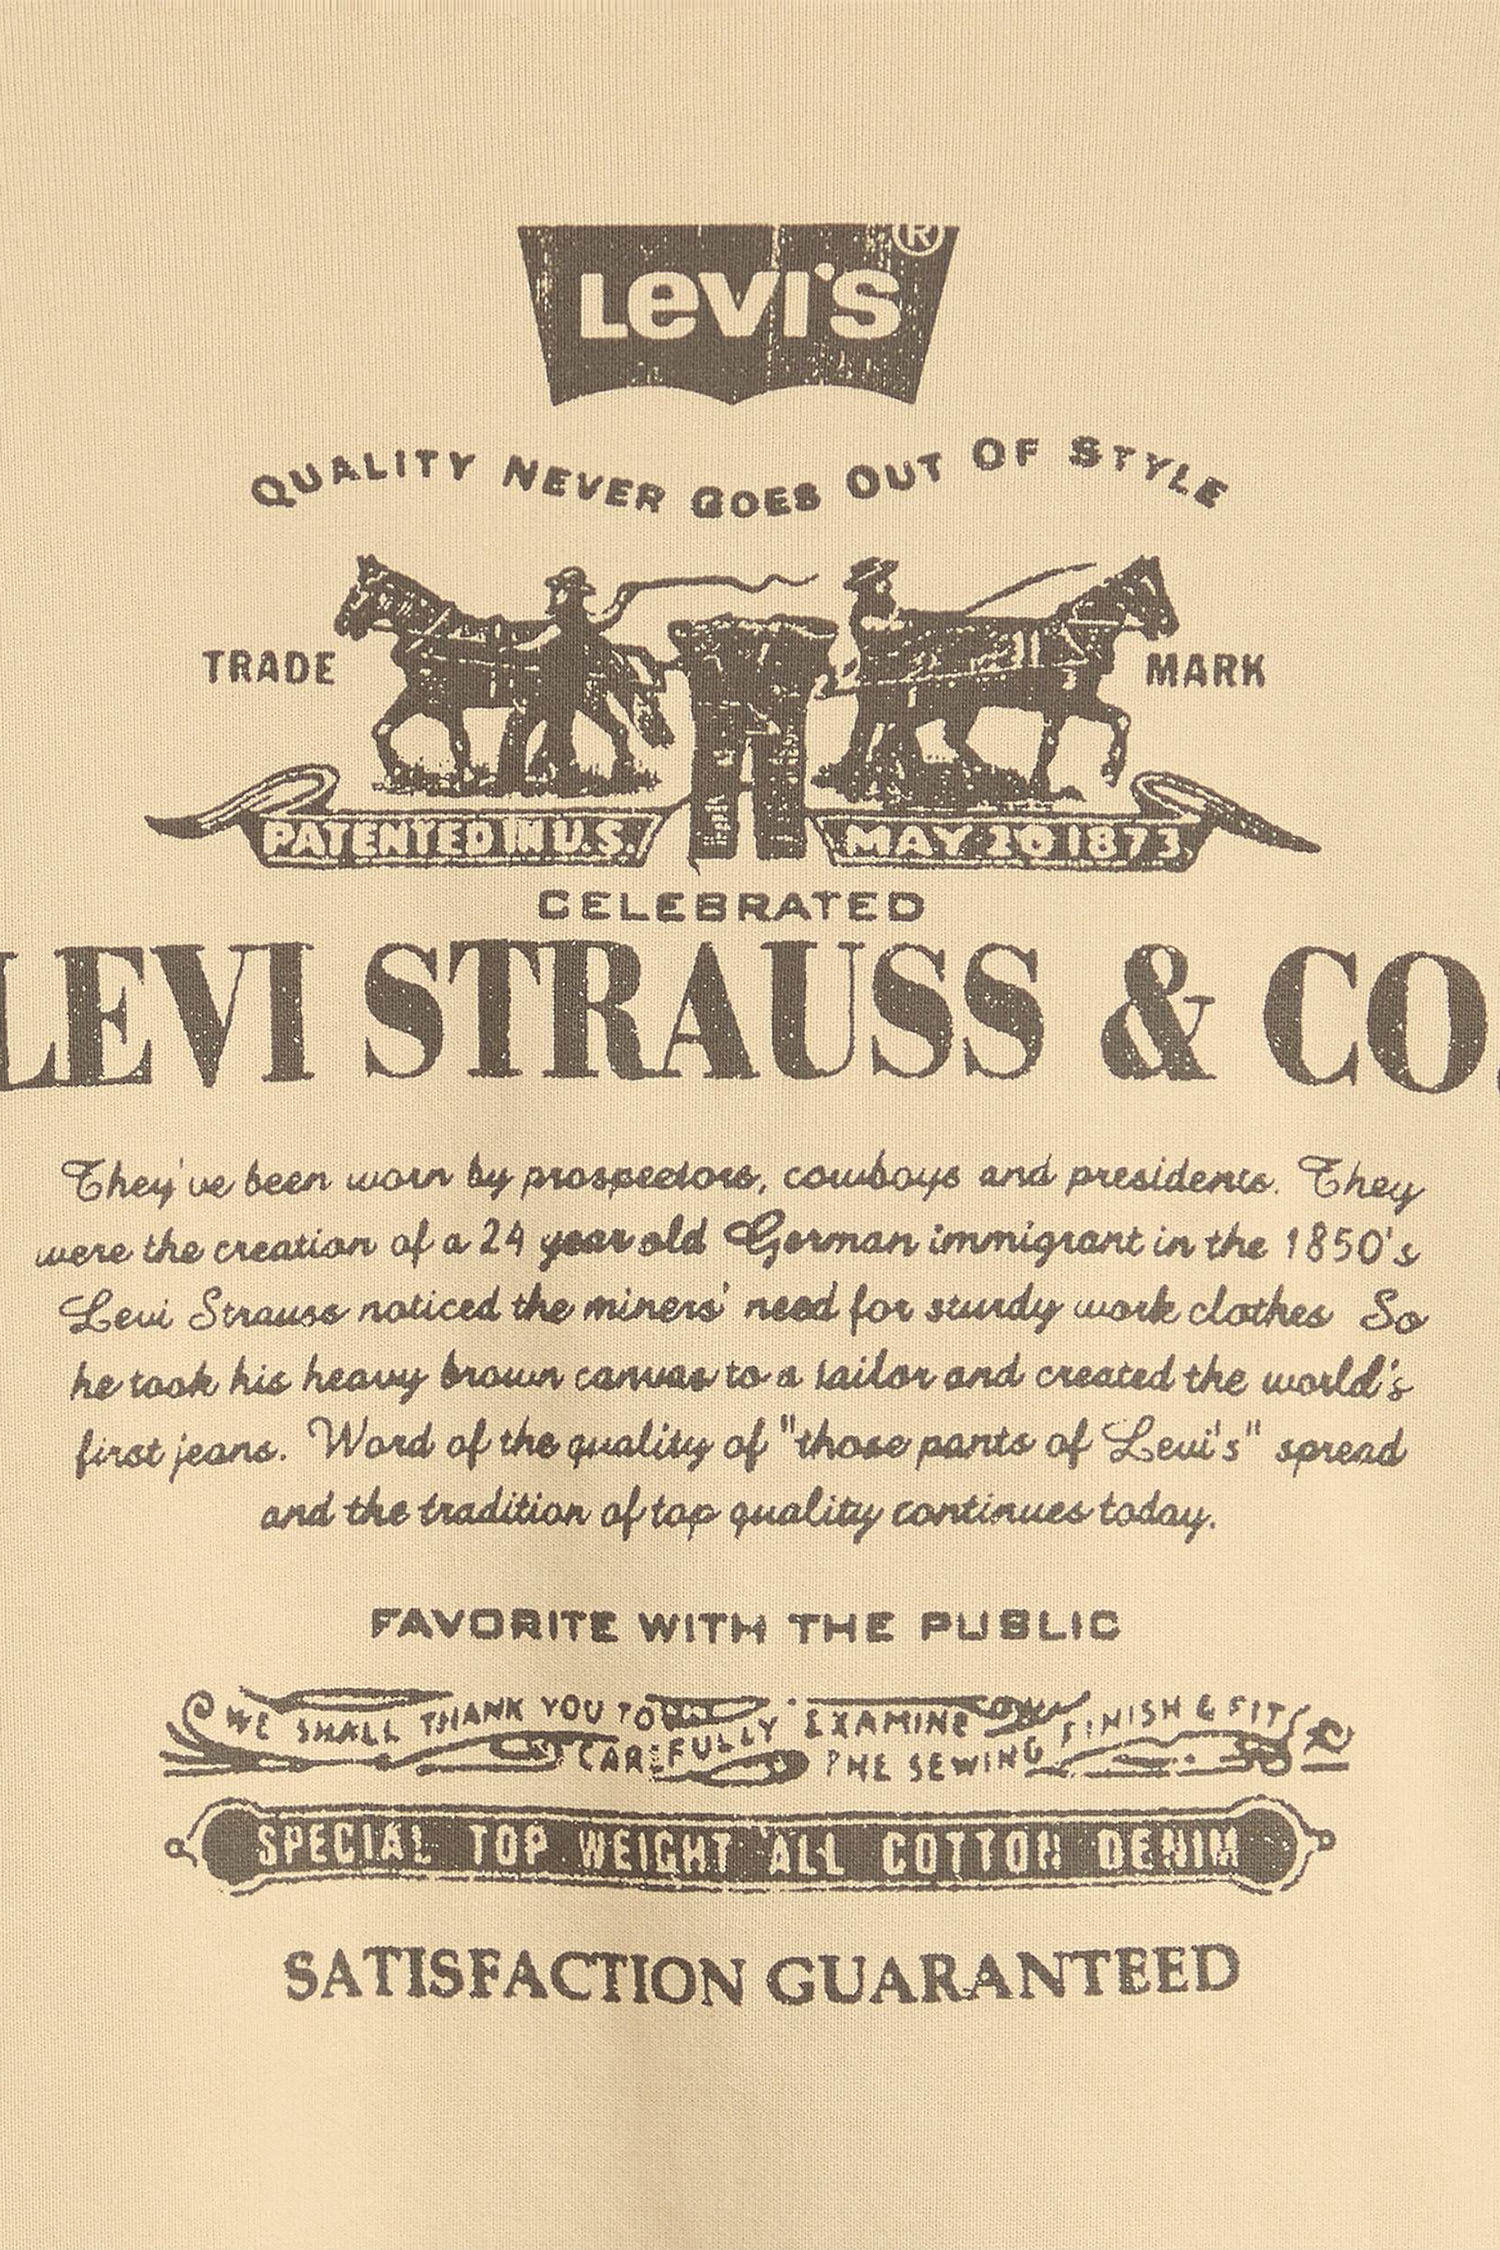 Levi's ®
QUALITY NEVER GOES OUT OF STYLE
TRADE MARK
PATENTED IN U.S. MAY 20 1873
CELEBRATED
LEVI STRAUSS & CO.
They've been worn by prospectors, cowboys and presidents. They
were the creation of a 24 year old German immigrant in the 1850's
Levi Strauss noticed the miners' need for sturdy work clothes So
he took his heavy brown canvas to a tailor and created the world's
first jeans. Word of the quality of "those pants of Levi's" spread
and the tradition of top quality continues today.
FAVORITE WITH THE PUBLIC
WE SHALL THANK YOU TO CAREFULLY EXAMINE THE SEWING FINISH & FIT
SPECIAL TOP WEIGHT ALL COTTON DENIM
SATISFACTION GUARANTEED